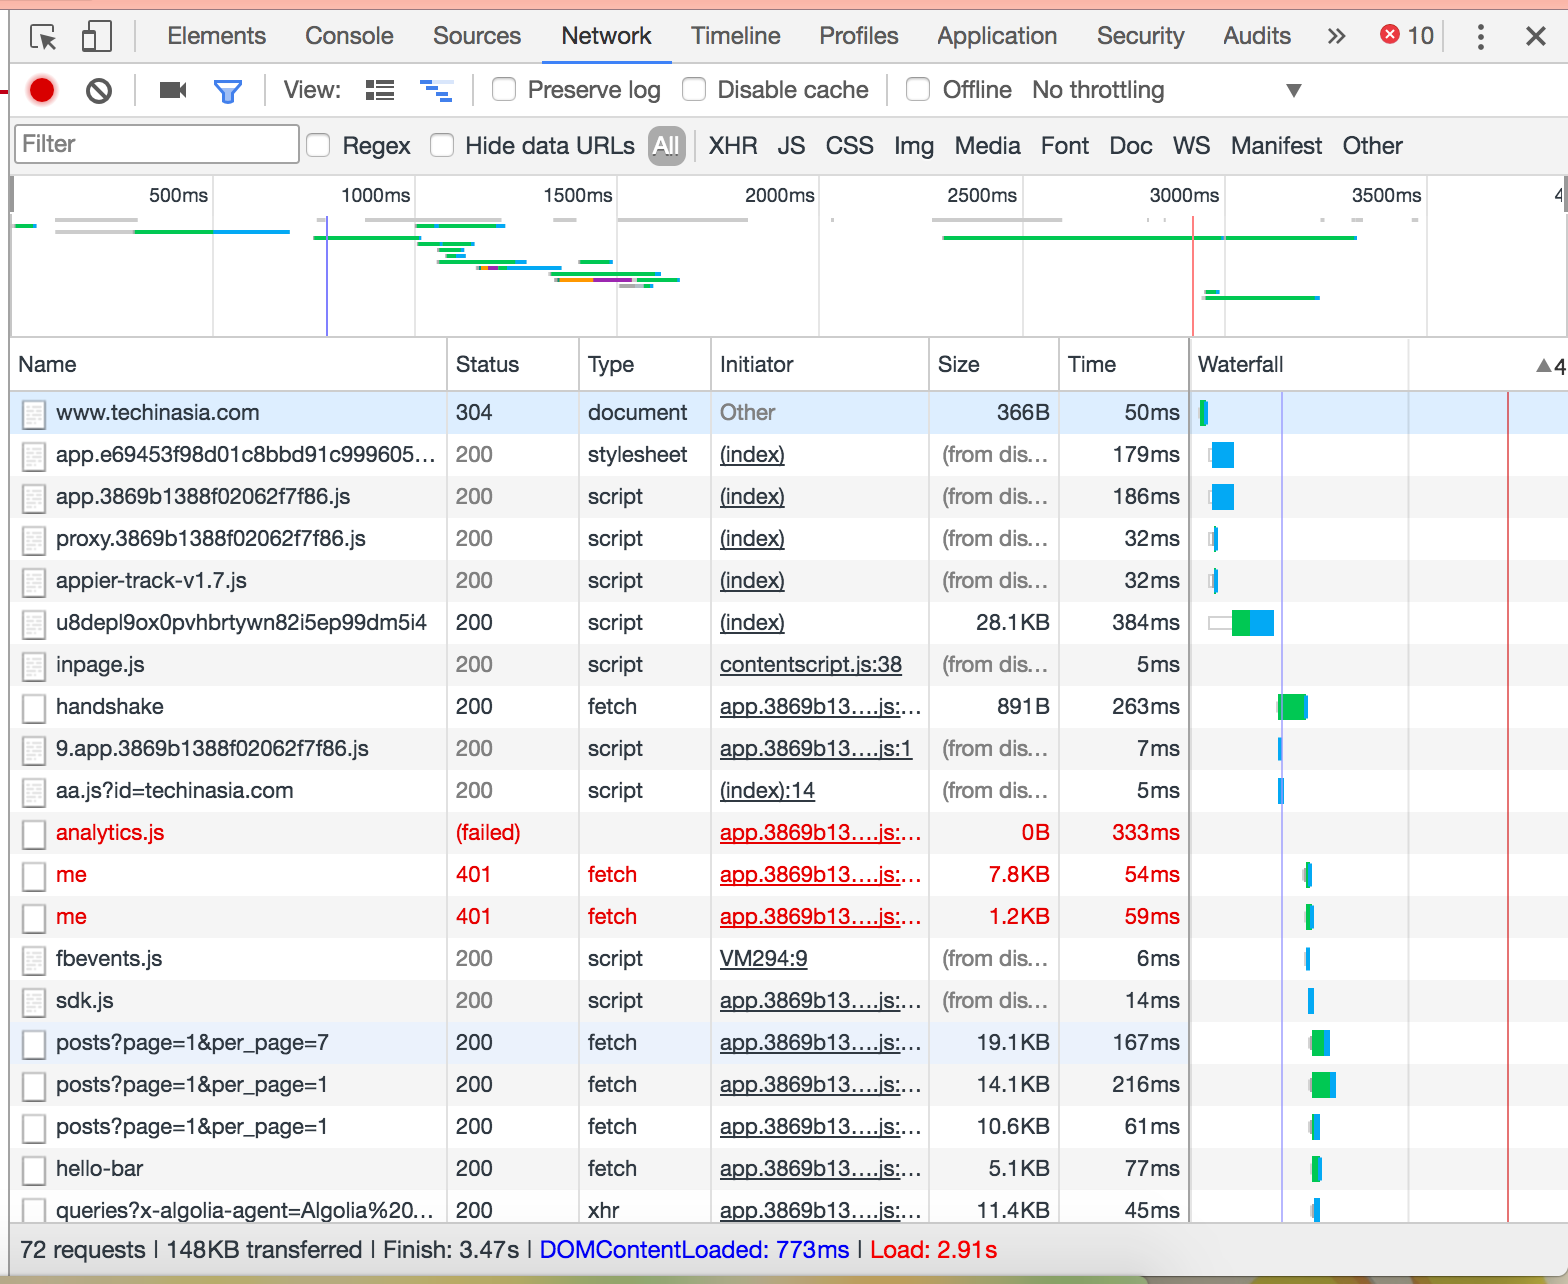 Elements Console Sources Network Timeline Profiles Application Security Audits » 10
View: Preserve log Disable cache Offline No throttling
Filter Regex Hide data URLs All XHR JS CSS Img Media Font Doc WS Manifest Other
500ms 1000ms 1500ms 2000ms 2500ms 3000ms 3500ms 4
Name Status Type Initiator Size Time Waterfall ▲4
www.techinasia.com 304 document Other 366B 50ms
app.e69453f98d01c8bbd91c999605... 200 stylesheet (index) (from dis... 179ms
app.3869b1388f02062f7f86.js 200 script (index) (from dis... 186ms
proxy.3869b1388f02062f7f86.js 200 script (index) (from dis... 32ms
appier-track-v1.7.js 200 script (index) (from dis... 32ms
u8depl9ox0pvhbrtywn82i5ep99dm5i4 200 script (index) 28.1KB 384ms
inpage.js 200 script contentscript.js:38 (from dis... 5ms
handshake 200 fetch app.3869b13....js:... 891B 263ms
9.app.3869b1388f02062f7f86.js 200 script app.3869b13....js:1 (from dis... 7ms
aa.js?id=techinasia.com 200 script (index):14 (from dis... 5ms
analytics.js (failed) app.3869b13....js:... 0B 333ms
me 401 fetch app.3869b13....js:... 7.8KB 54ms
me 401 fetch app.3869b13....js:... 1.2KB 59ms
fbevents.js 200 script VM294:9 (from dis... 6ms
sdk.js 200 script app.3869b13....js:... (from dis... 14ms
posts?page=1&per_page=7 200 fetch app.3869b13....js:... 19.1KB 167ms
posts?page=1&per_page=1 200 fetch app.3869b13....js:... 14.1KB 216ms
posts?page=1&per_page=1 200 fetch app.3869b13....js:... 10.6KB 61ms
hello-bar 200 fetch app.3869b13....js:... 5.1KB 77ms
queries?x-algolia-agent=Algolia%20... 200 xhr app.3869b13....js:... 11.4KB 45ms
72 requests | 148KB transferred | Finish: 3.47s | DOMContentLoaded: 773ms | Load: 2.91s